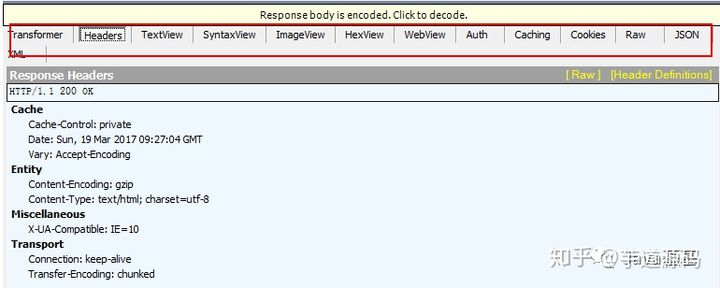 Response body is encoded. Click to decode.
Transformer Headers TextView SyntaxView ImageView HexView WebView Auth Caching Cookies Raw JSON
XML
Response Headers [ Raw ] [Header Definitions]
HTTP/1.1 200 OK
Cache
Cache-Control: private
Date: Sun, 19 Mar 2017 09:27:04 GMT
Vary: Accept-Encoding
Entity
Content-Encoding: gzip
Content-Type: text/html; charset=utf-8
Miscellaneous
X-UA-Compatible: IE=10
Transport
Connection: keep-alive
Transfer-Encoding: chunked
知乎 @芋道源码